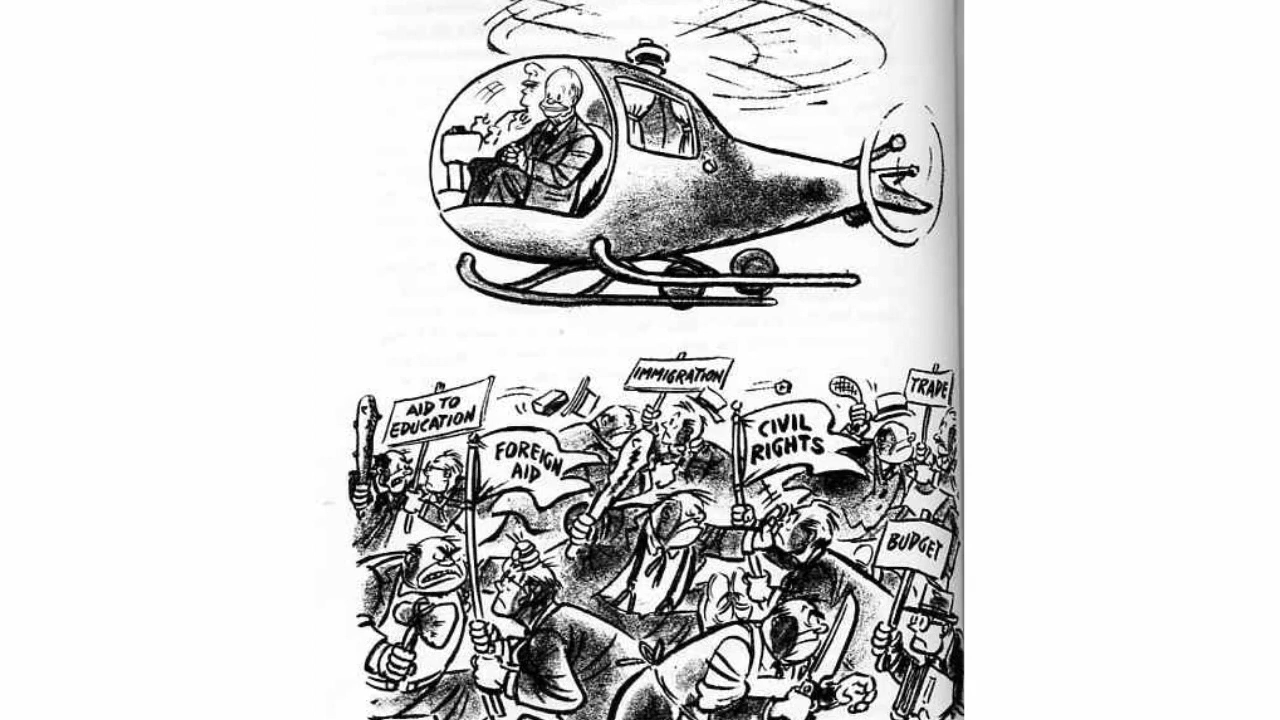 IMMIGRATION
TRADE
AID TO
EDUCATION
CIVIL
RIGHTS
FOREIGN
AID
BUDGET